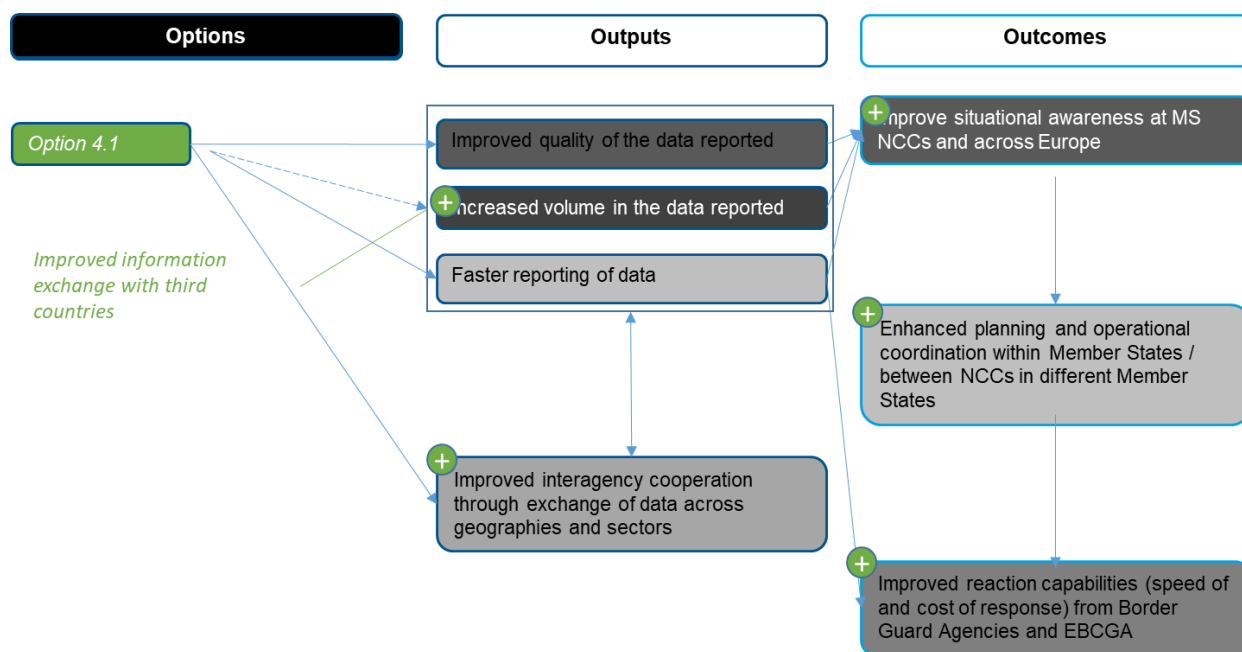 Options
Outputs
Outcomes
Option 4.1
Improved quality of the data reported
+
Increased volume in the data reported
Faster reporting of data
Improved information
exchange with third
countries
+
Improved interagency cooperation
through exchange of data across
geographies and sectors
+
Improve situational awareness at MS
NCCs and across Europe
+
Enhanced planning and operational
coordination within Member States /
between NCCs in different Member
States
+
Improved reaction capabilities (speed of
and cost of response) from Border
Guard Agencies and EBCGA